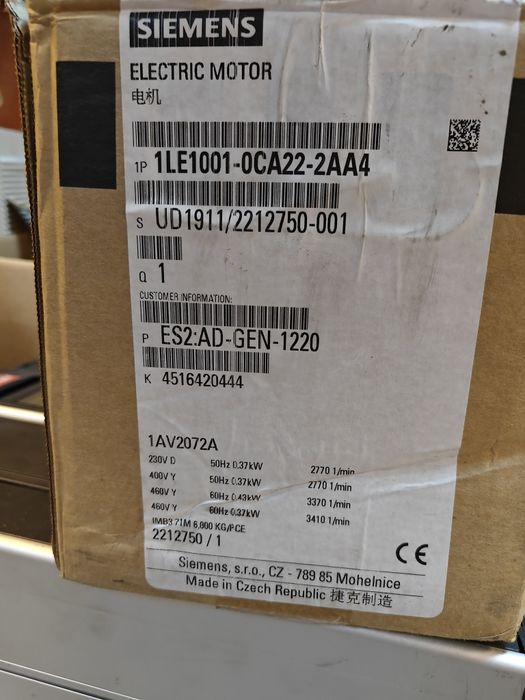 SIEMENS
ELECTRIC MOTOR
电机
1P 1LE1001-0CA22-2AA4
S UD1911/2212750-001
Q 1
CUSTOMER INFORMATION:
P ES2:AD-GEN-1220
K 4516420444
1AV2072A
230V D 50Hz 0.37kW 2770 1/min
400V Y 50Hz 0.37kW 2770 1/min
460V Y 60Hz 0.43kW 3370 1/min
460V Y 60Hz 0.37kW 3410 1/min
IMB3 71M 6,000 KG/PCE
2212750 / 1
CE
Siemens, s.r.o., CZ - 789 85 Mohelnice
Made in Czech Republic 捷克制造